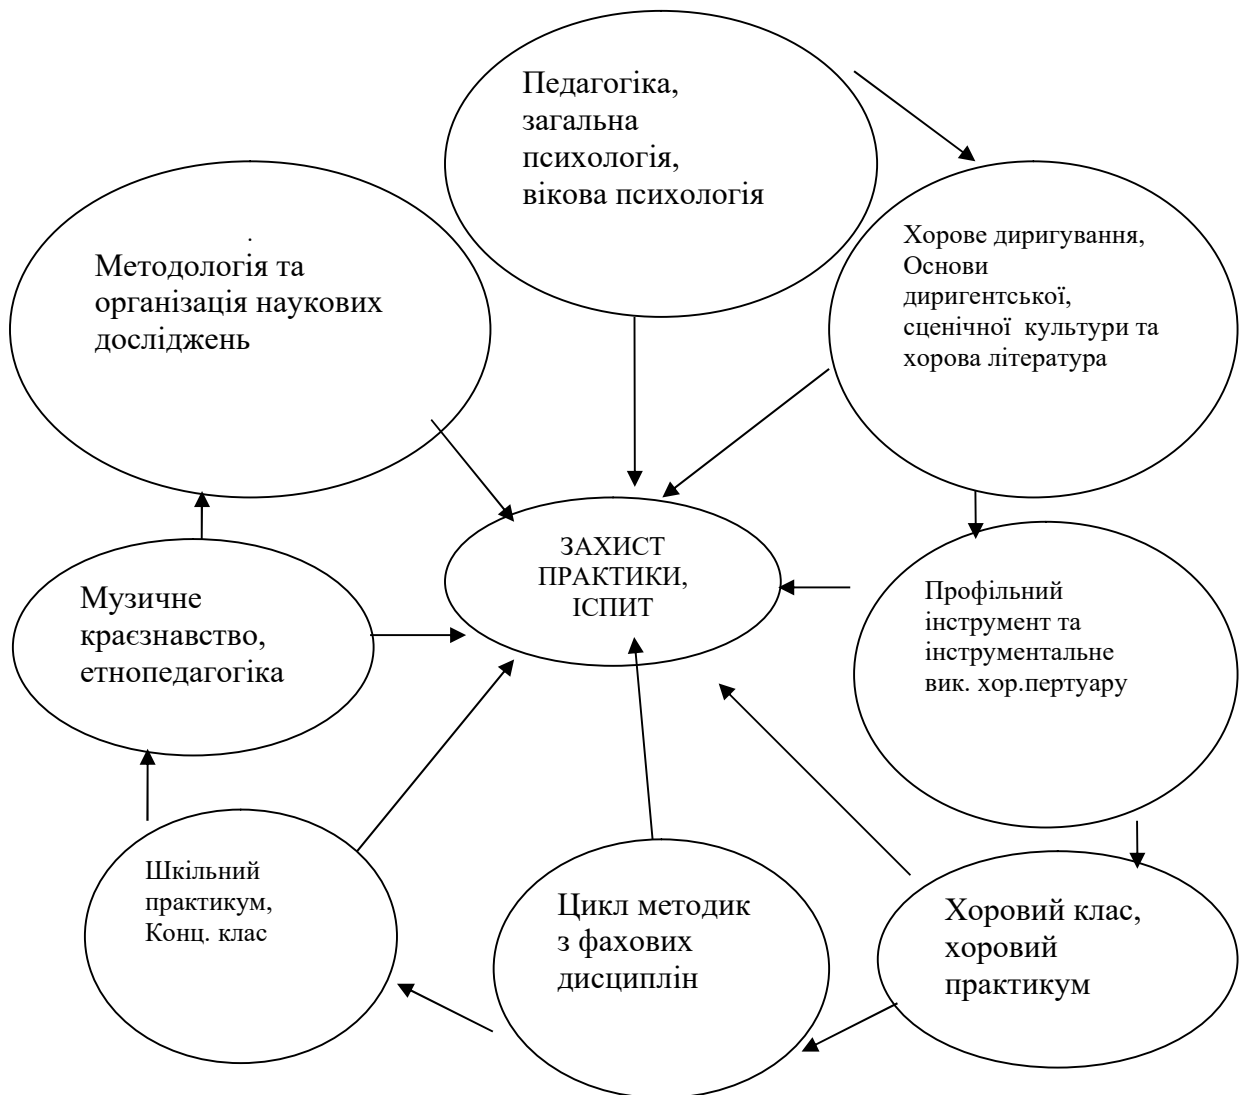 Педагогіка,
загальна
психологія,
вікова психологія
Хорове диригування,
Основи
диригентської,
сценічної культури та
хорова література
.
Методологія та
організація наукових
досліджень
ЗАХИСТ
ПРАКТИКИ,
ІСПИТ
Профільний
інструмент та
інструментальне
вик. хор.пертуару
Музичне
краєзнавство,
етнопедагогіка
Шкільний
практикум,
Конц. клас
Цикл методик
з фахових
дисциплін
Хоровий клас,
хоровий
практикум